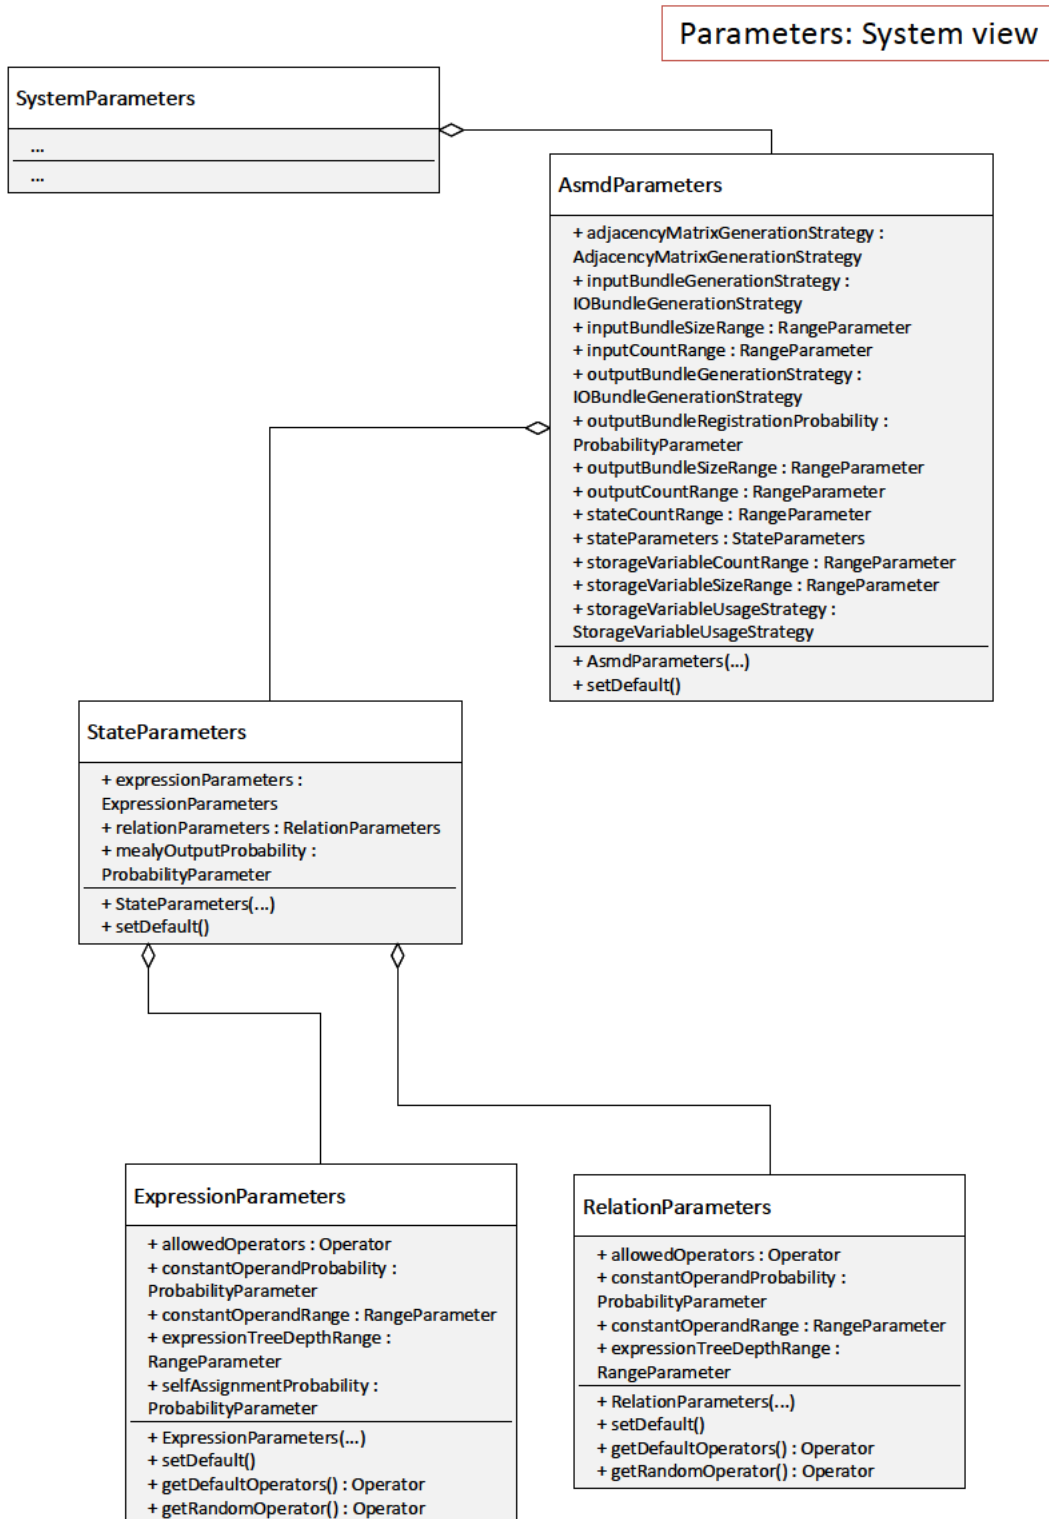 Parameters: System view
SystemParameters
...
...
AsmdParameters
+ adjacencyMatrixGenerationStrategy :
AdjacencyMatrixGenerationStrategy
+ inputBundleGenerationStrategy :
IOBundleGenerationStrategy
+ inputBundleSizeRange : RangeParameter
+ inputCountRange : RangeParameter
+ outputBundleGenerationStrategy :
IOBundleGenerationStrategy
+ outputBundleRegistrationProbability :
ProbabilityParameter
+ outputBundleSizeRange : RangeParameter
+ outputCountRange : RangeParameter
+ stateCountRange : RangeParameter
+ stateParameters : StateParameters
+ storageVariableCountRange : RangeParameter
+ storageVariableSizeRange : RangeParameter
+ storageVariableUsageStrategy :
StorageVariableUsageStrategy
+ AsmdParameters(...)
+ setDefault()
StateParameters
+ expressionParameters :
ExpressionParameters
+ relationParameters : RelationParameters
+ mealyOutputProbability :
ProbabilityParameter
+ StateParameters(...)
+ setDefault()
ExpressionParameters
+ allowedOperators : Operator
+ constantOperandProbability :
ProbabilityParameter
+ constantOperandRange : RangeParameter
+ expressionTreeDepthRange :
RangeParameter
+ selfAssignmentProbability :
ProbabilityParameter
+ ExpressionParameters(...)
+ setDefault()
+ getDefaultOperators() : Operator
+ getRandomOperator() : Operator
RelationParameters
+ allowedOperators : Operator
+ constantOperandProbability :
ProbabilityParameter
+ constantOperandRange : RangeParameter
+ expressionTreeDepthRange :
RangeParameter
+ RelationParameters(...)
+ setDefault()
+ getDefaultOperators() : Operator
+ getRandomOperator() : Operator